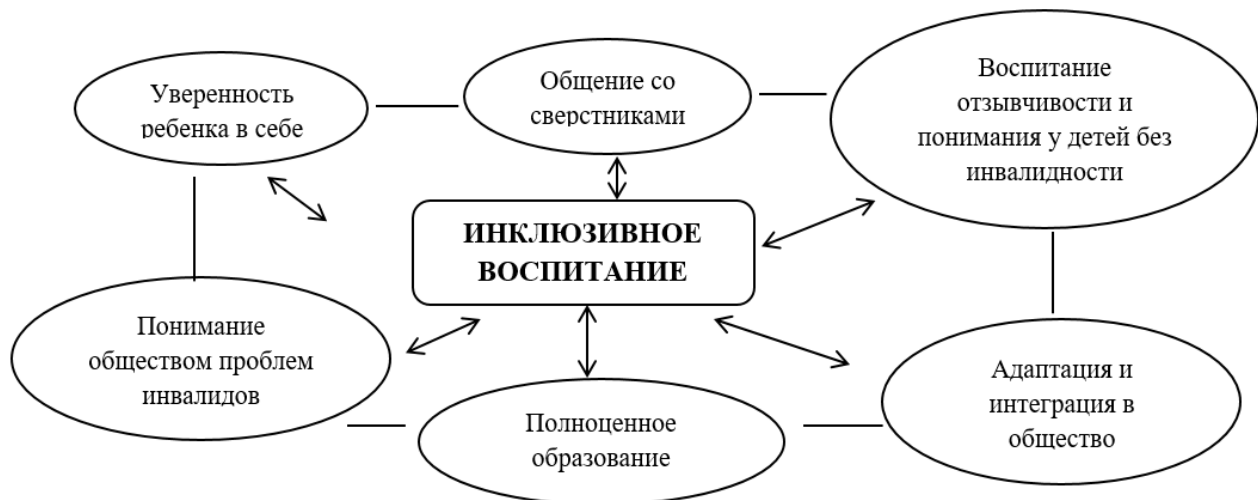 Уверенность
ребенка в себе
Общение со
сверстниками
Воспитание
отзывчивости и
понимания у детей без
инвалидности
ИНКЛЮЗИВНОЕ
ВОСПИТАНИЕ
Понимание
обществом проблем
инвалидов
Полноценное
образование
Адаптация и
интеграция в
общество